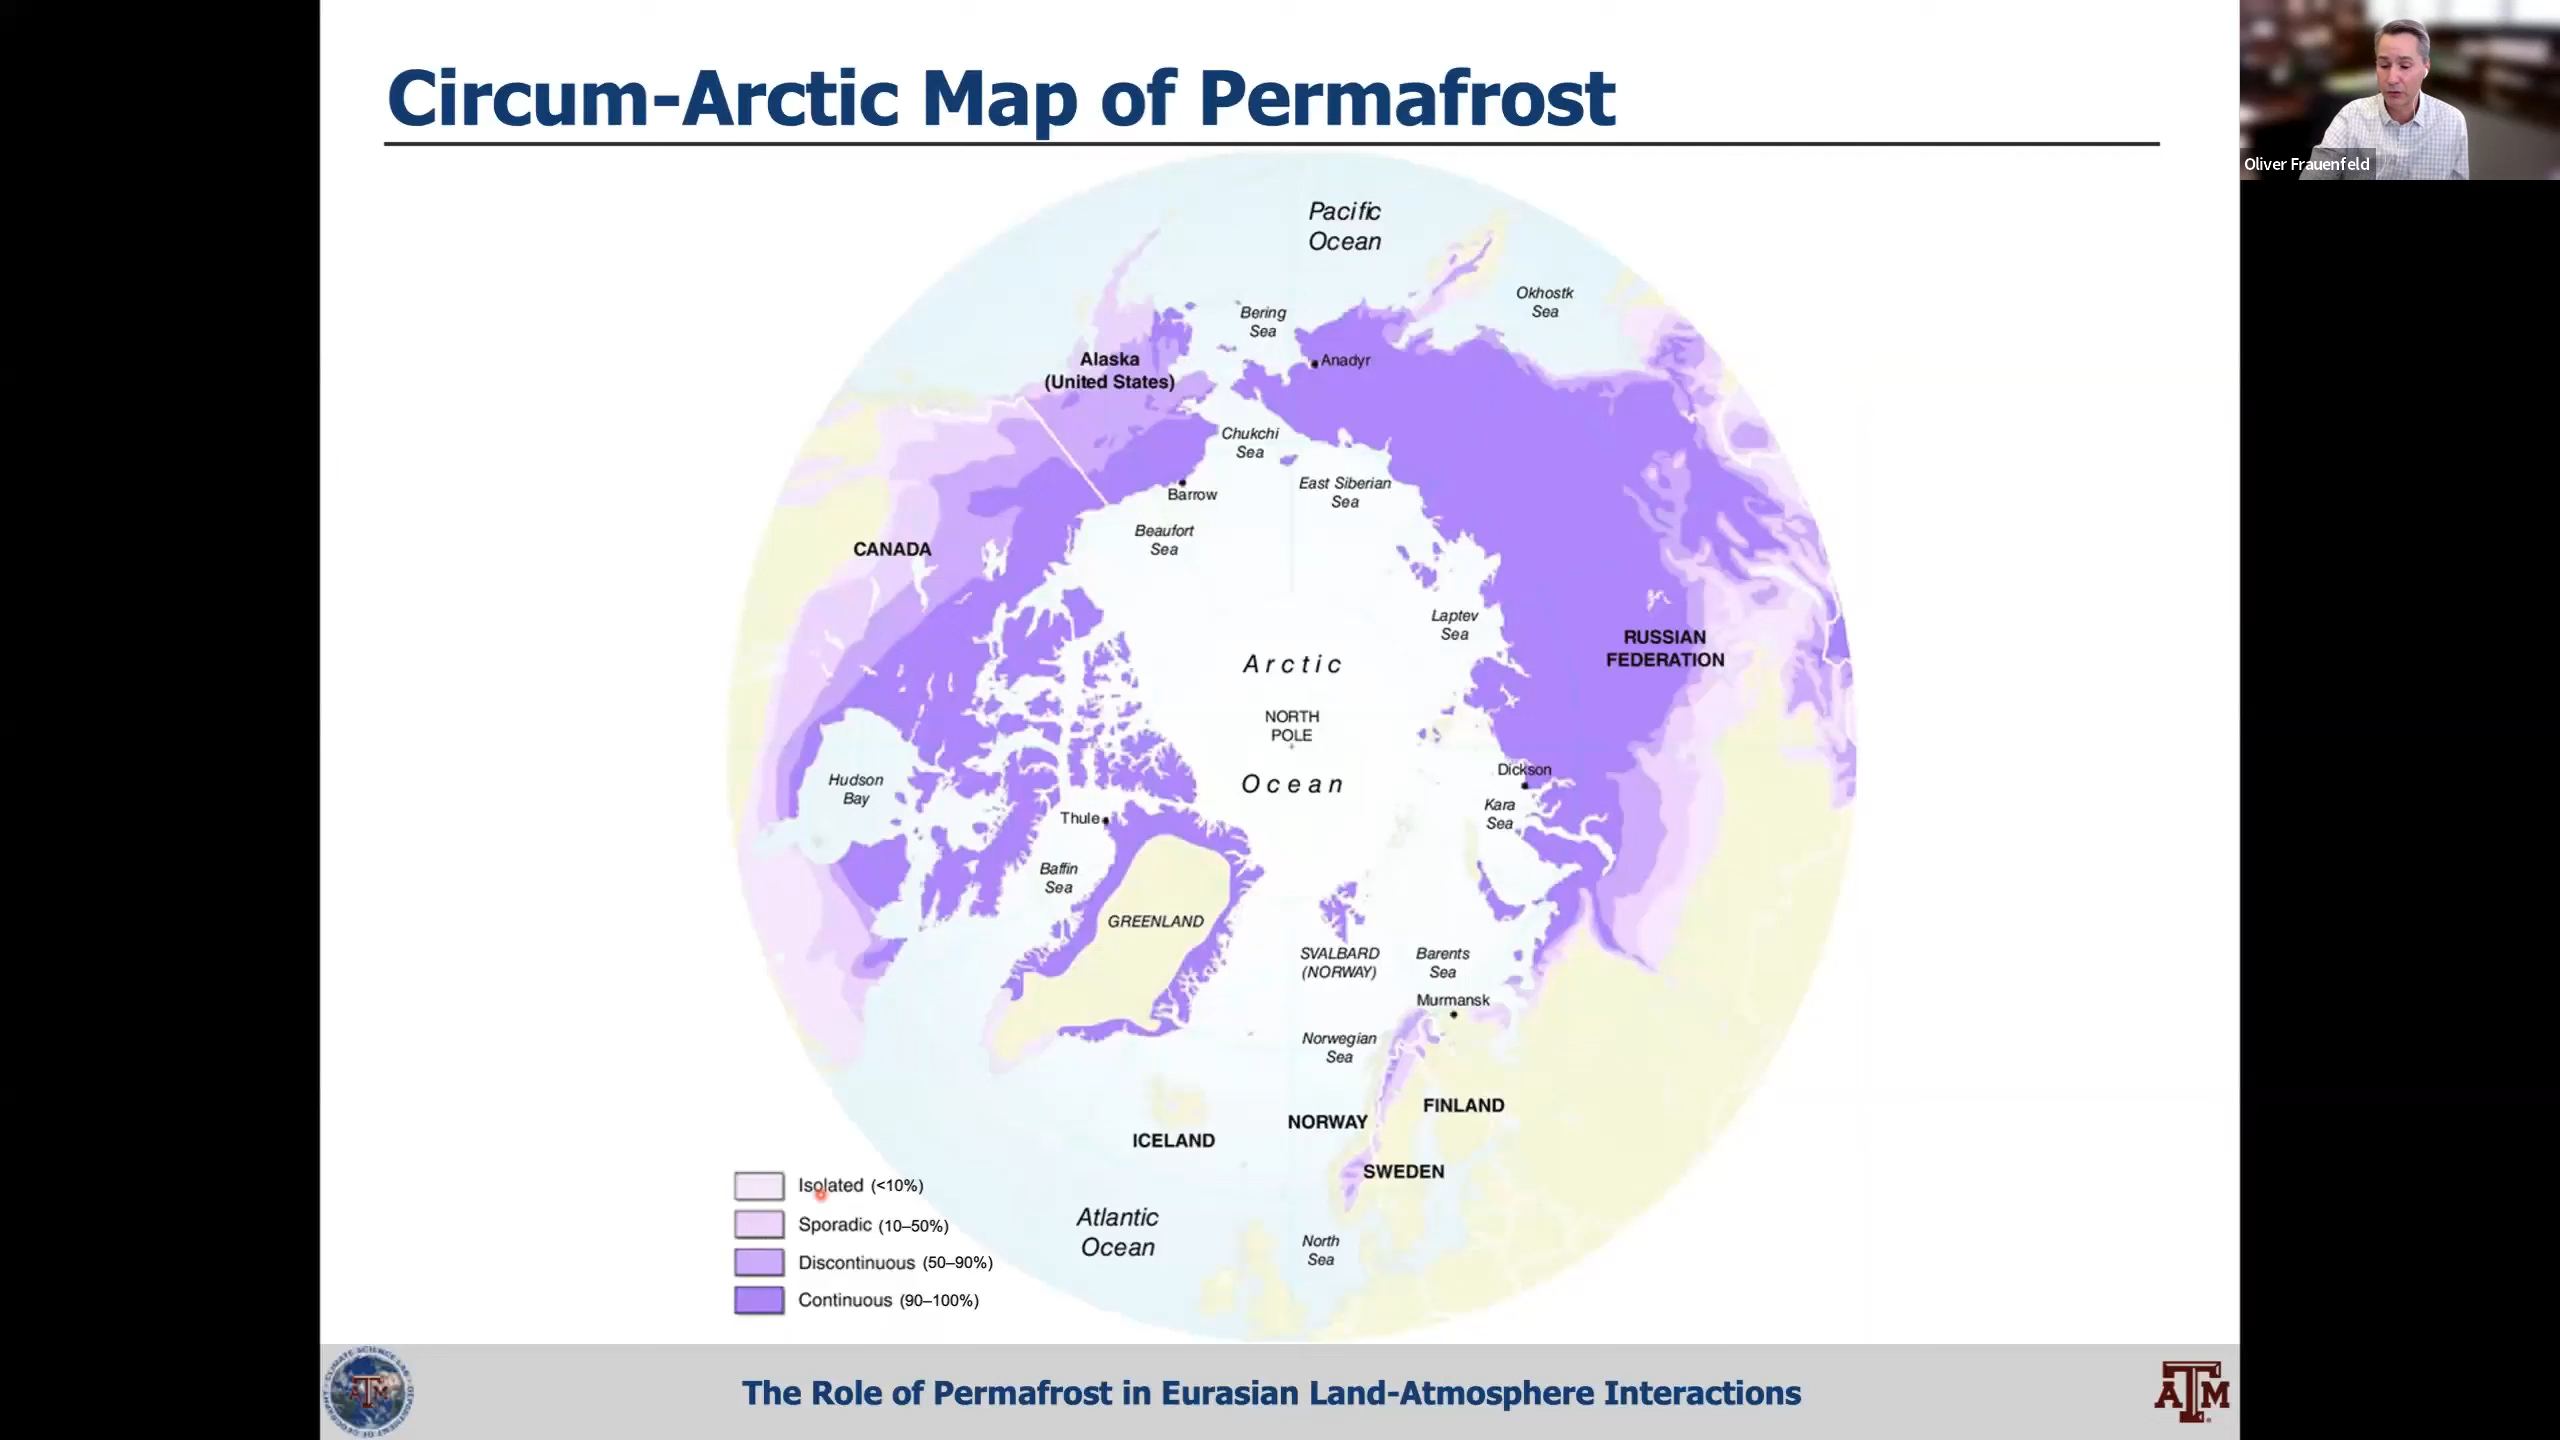 Circum-Arctic Map of Permafrost
Oliver Frauenfeld
Pacific
Ocean
Okhostk
Sea
Bering
Sea
Anadyr
Alaska
(United States)
Chukchi
Sea
East Siberian
Sea
Barrow
Beaufort
Sea
CANADA
Laptev
Sea
RUSSIAN
FEDERATION
Arctic
NORTH
POLE
Ocean
Hudson
Bay
Dickson
Kara
Sea
Thule
Baffin
Sea
GREENLAND
SVALBARD
(NORWAY)
Barents
Sea
Murmansk
Norwegian
Sea
NORWAY
FINLAND
ICELAND
SWEDEN
Atlantic
Ocean
North
Sea
Isolated (<10%)
Sporadic (10–50%)
Discontinuous (50–90%)
Continuous (90–100%)
The Role of Permafrost in Eurasian Land-Atmosphere Interactions
ATM